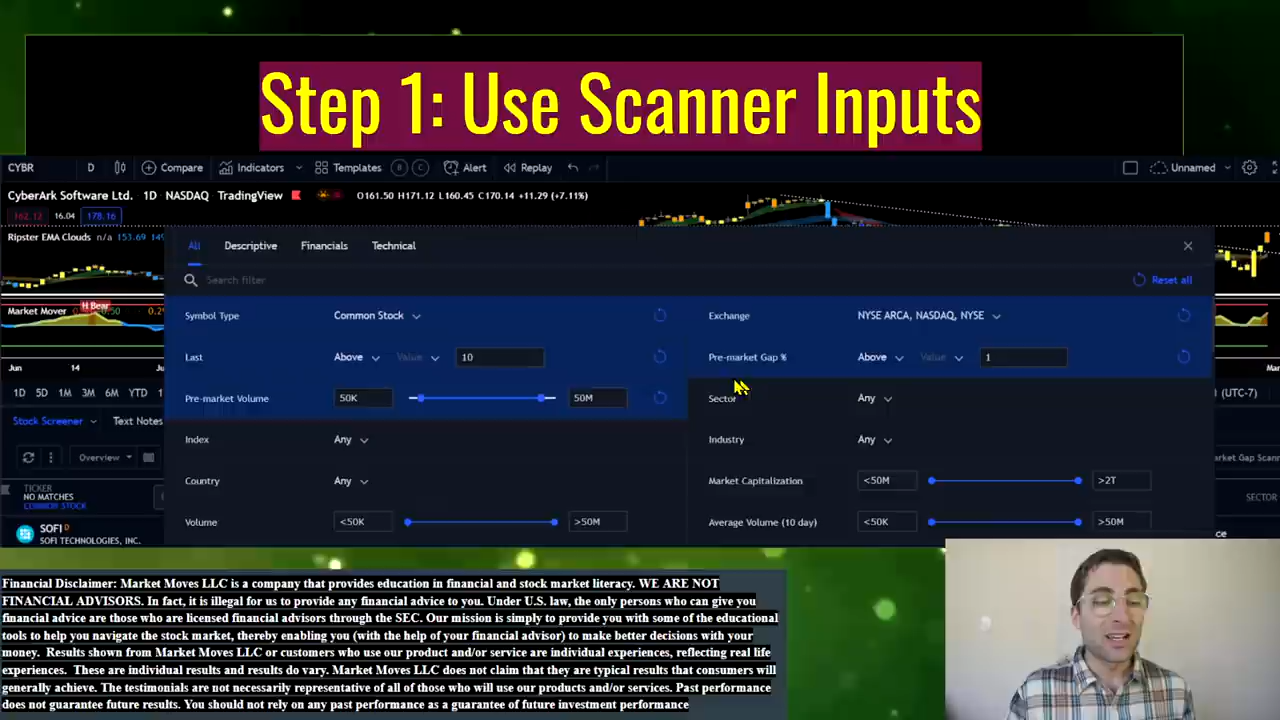 Step 1: Use Scanner Inputs
CYBR D Compare Indicators Templates B C Alert Replay Unnamed
CyberArk Software Ltd. 1D NASDAQ TradingView O161.50 H171.12 L160.45 C170.14 +11.29 (+7.11%)
162.12 16.04 178.16
Ripster EMA Clouds n/a 153.69
All Descriptive Financials Technical
Search filter Reset all
Market Mover
H Bear
Symbol Type Common Stock Exchange NYSE ARCA, NASDAQ, NYSE
Last Above Value 10 Pre-market Gap % Above Value 1
Jun 14
1D 5D 1M 3M 6M YTD (UTC-7)
Pre-market Volume 50K 50M Sector Any
Stock Screener Text Notes
Index Any Industry Any
Overview
Country Any Market Capitalization <50M >2T
TICKER
NO MATCHES
COMMON STOCK
SECTOR
Volume <50K >50M Average Volume (10 day) <50K >50M
SOFI D
SOFI TECHNOLOGIES, INC.
Financial Disclaimer: Market Moves LLC is a company that provides education in financial and stock market literacy. WE ARE NOT
FINANCIAL ADVISORS. In fact, it is illegal for us to provide any financial advice to you. Under U.S. law, the only persons who can give you
financial advice are those who are licensed financial advisors through the SEC. Our mission is simply to provide you with some of the educational
tools to help you navigate the stock market, thereby enabling you (with the help of your financial advisor) to make better decisions with your
money. Results shown from Market Moves LLC or customers who use our product and/or service are individual experiences, reflecting real life
experiences. These are individual results and results do vary. Market Moves LLC does not claim that they are typical results that consumers will
generally achieve. The testimonials are not necessarily representative of all of those who will use our products and/or services. Past performance
does not guarantee future results. You should not rely on any past performance as a guarantee of future investment performance